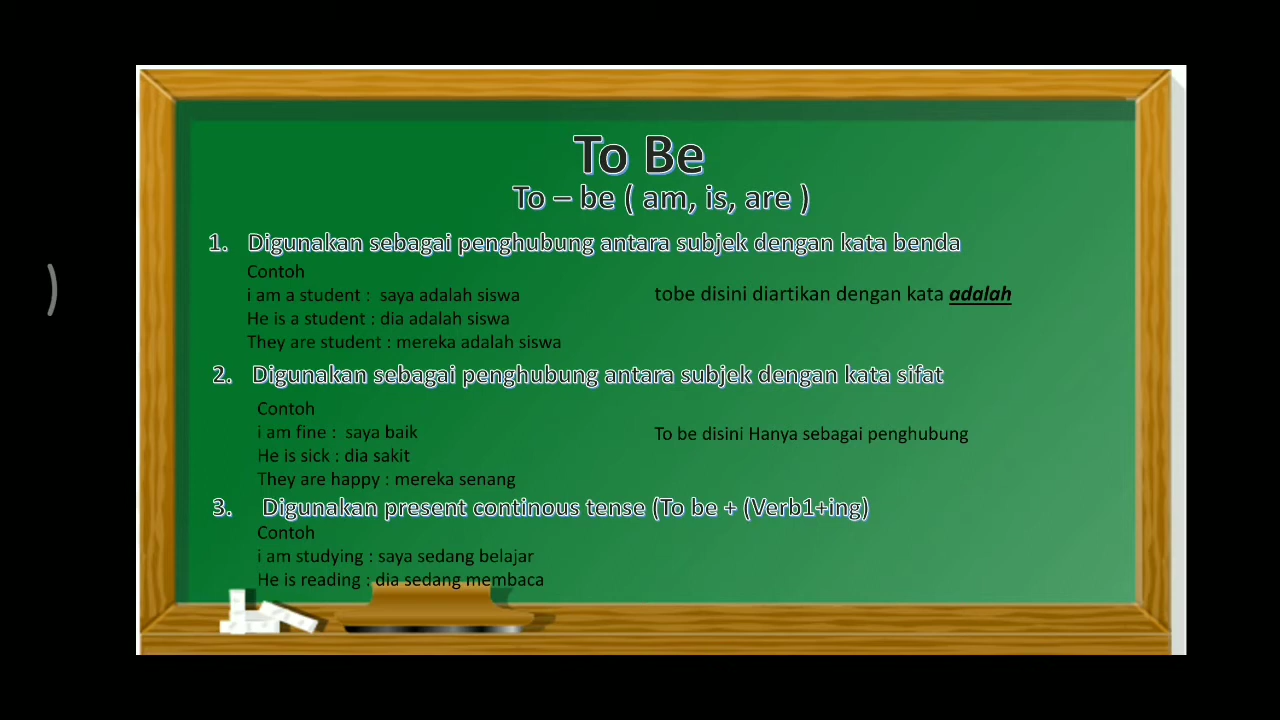 To Be
To – be ( am, is, are )
1. Digunakan sebagai penghubung antara subjek dengan kata benda
Contoh
i am a student : saya adalah siswa
tobe disini diartikan dengan kata adalah
He is a student : dia adalah siswa
They are student : mereka adalah siswa
2. Digunakan sebagai penghubung antara subjek dengan kata sifat
Contoh
i am fine : saya baik
To be disini Hanya sebagai penghubung
He is sick : dia sakit
They are happy : mereka senang
3. Digunakan present continous tense (To be + (Verb1+ing)
Contoh
i am studying : saya sedang belajar
He is reading : dia sedang membaca